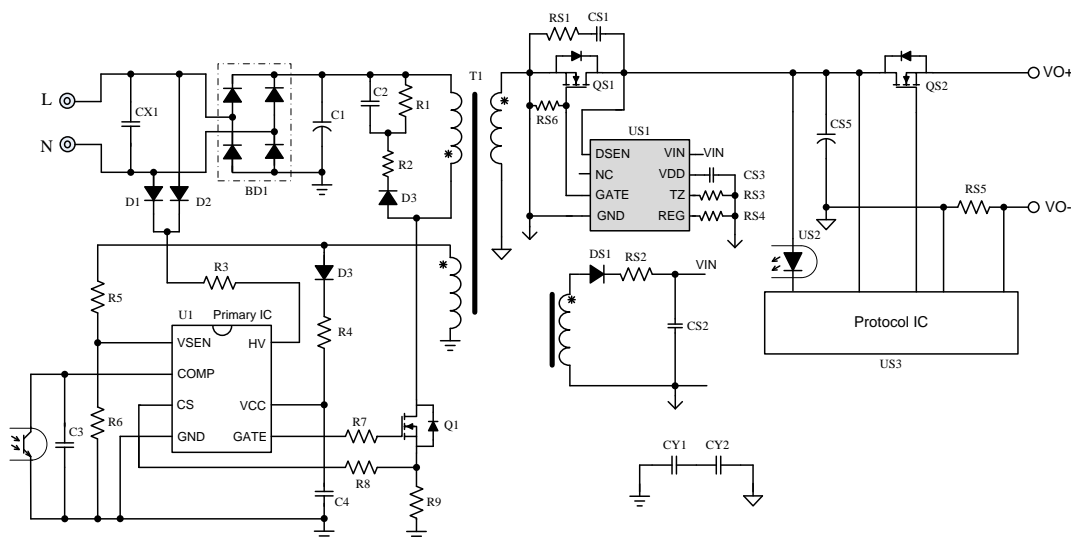 RS1 CS1
L
CX1
N
BD1
C1
C2
R1
R2
D3
T1
*
*
QS1
RS6
US1
DSEN VIN VIN
NC VDD CS3
GATE TZ RS3
GND REG RS4
QS2
VO+
CS5
RS5
VO-
US2
Protocol IC
US3
D1 D2
R3
R5
D3
R4
*
U1 Primary IC
VSEN HV
COMP
CS VCC
GND GATE
R6
C3
R7
R8
Q1
R9
C4
DS1 RS2 VIN
*
CS2
CY1 CY2